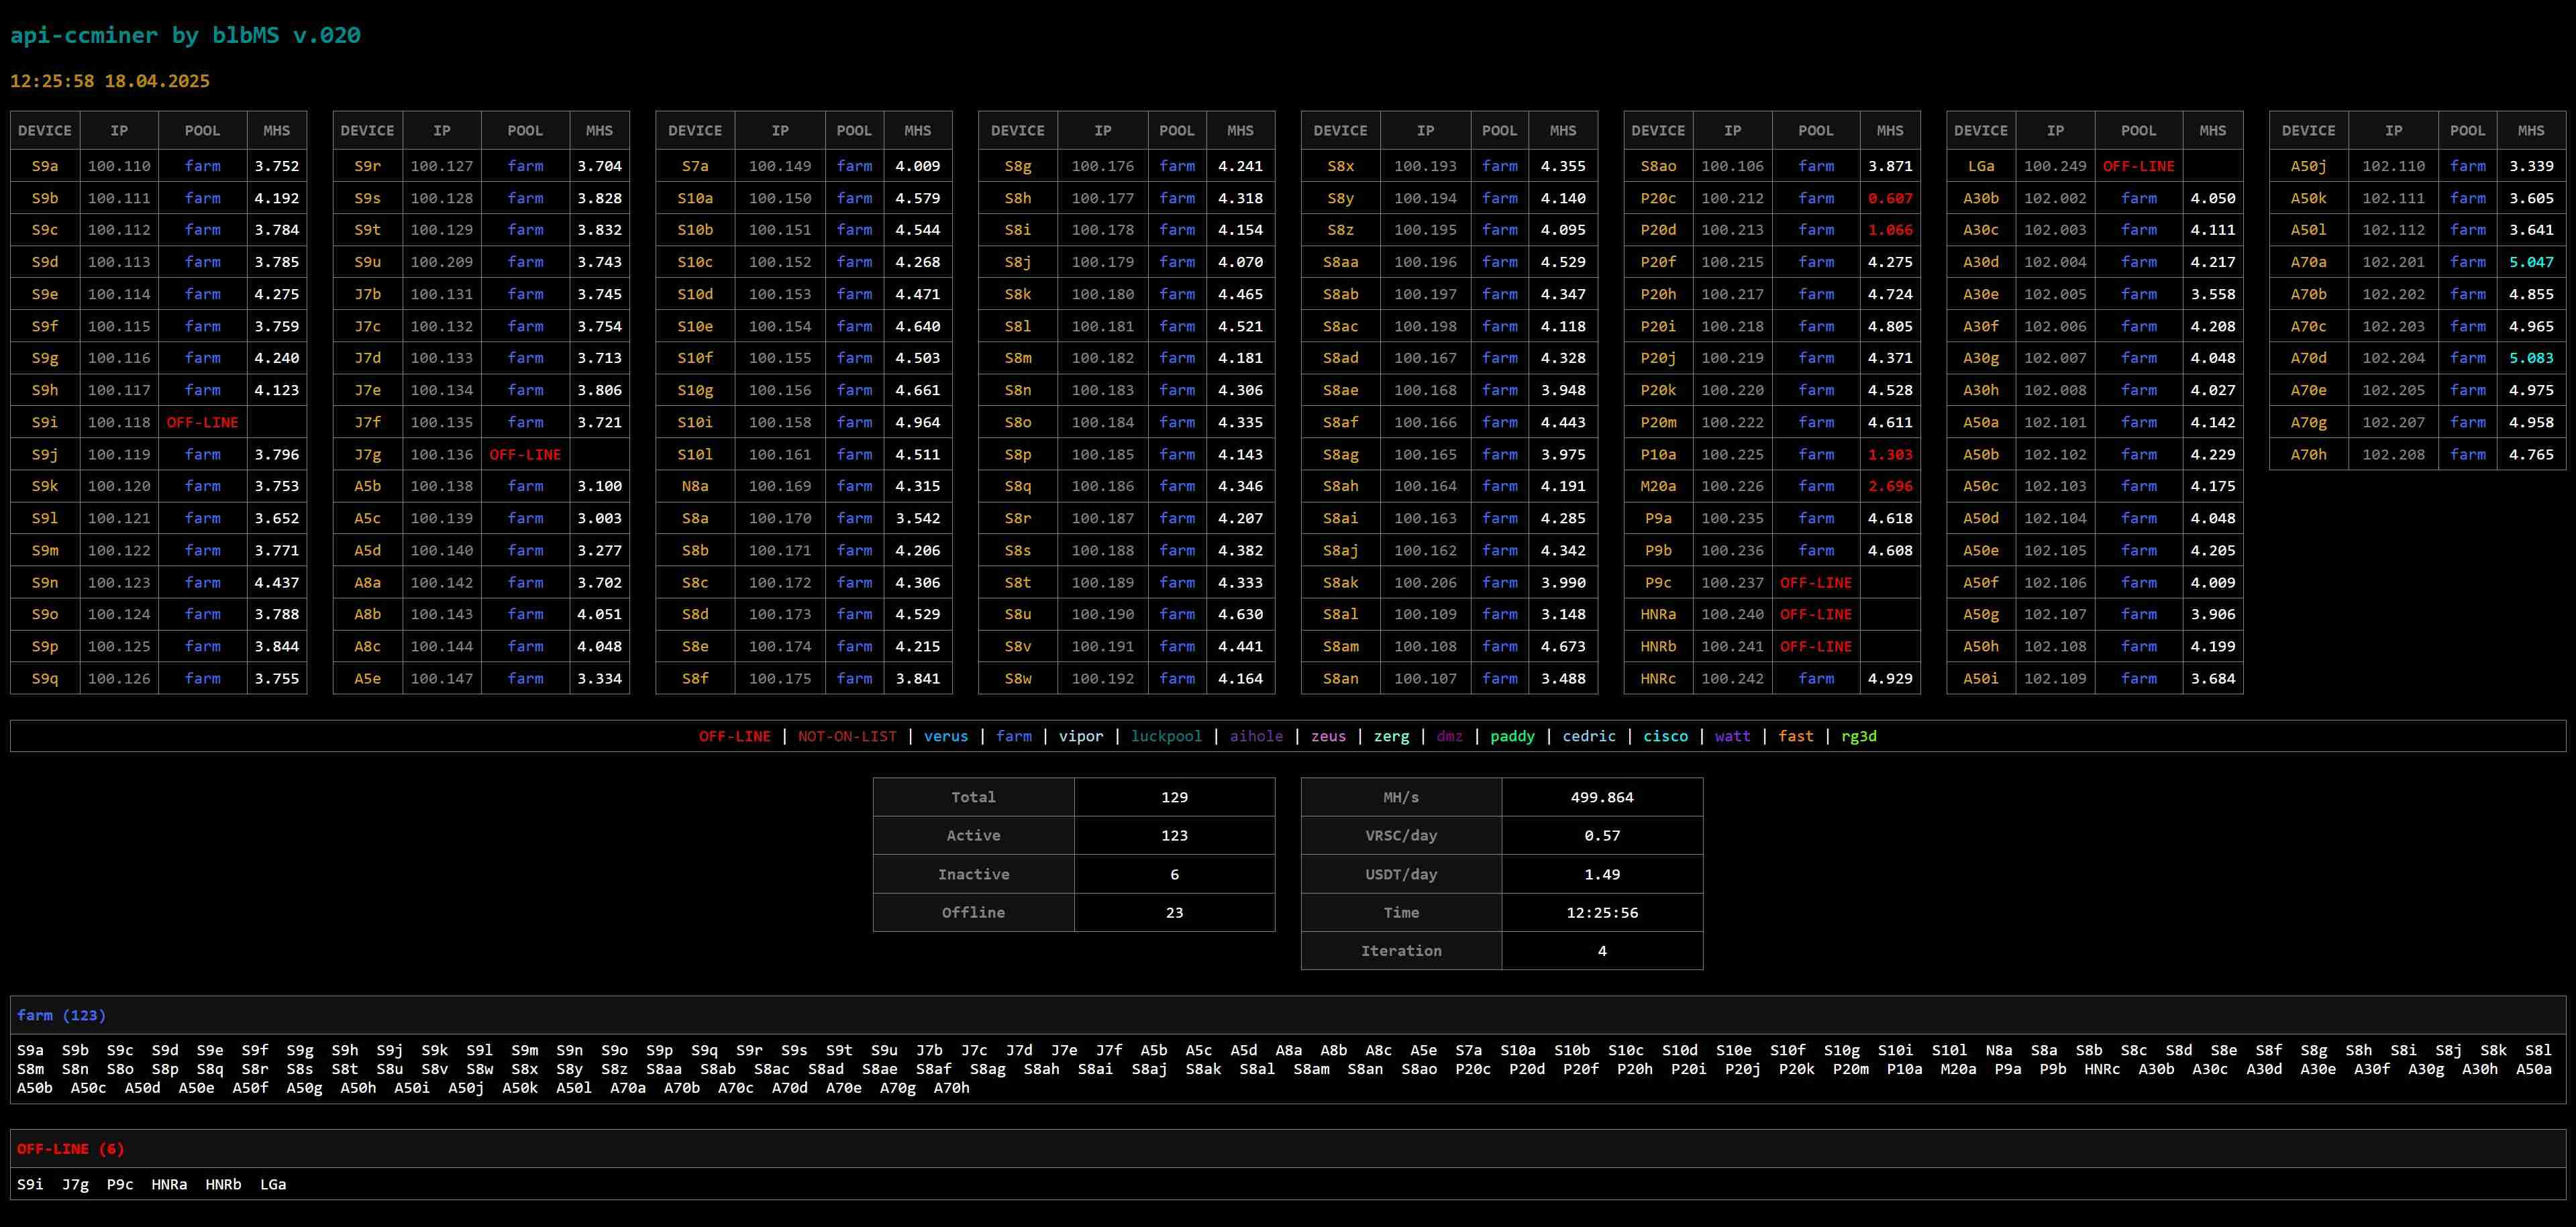 api-ccminer by blbMS v.020
12:25:58 18.04.2025
DEVICE IP POOL MHS DEVICE IP POOL MHS DEVICE IP POOL MHS DEVICE IP POOL MHS DEVICE IP POOL MHS DEVICE IP POOL MHS DEVICE IP POOL MHS DEVICE IP POOL MHS
S9a 100.110 farm 3.752 S9r 100.127 farm 3.704 S7a 100.149 farm 4.009 S8g 100.176 farm 4.241 S8x 100.193 farm 4.355 S8ao 100.106 farm 3.871 LGa 100.249 OFF-LINE A50j 102.110 farm 3.339
S9b 100.111 farm 4.192 S9s 100.128 farm 3.828 S10a 100.150 farm 4.579 S8h 100.177 farm 4.318 S8y 100.194 farm 4.140 P20c 100.212 farm 0.607 A30b 102.002 farm 4.050 A50k 102.111 farm 3.605
S9c 100.112 farm 3.784 S9t 100.129 farm 3.832 S10b 100.151 farm 4.544 S8i 100.178 farm 4.154 S8z 100.195 farm 4.095 P20d 100.213 farm 1.066 A30c 102.003 farm 4.111 A50l 102.112 farm 3.641
S9d 100.113 farm 3.785 S9u 100.209 farm 3.743 S10c 100.152 farm 4.268 S8j 100.179 farm 4.070 S8aa 100.196 farm 4.529 P20f 100.215 farm 4.275 A30d 102.004 farm 4.217 A70a 102.201 farm 5.047
S9e 100.114 farm 4.275 J7b 100.131 farm 3.745 S10d 100.153 farm 4.471 S8k 100.180 farm 4.465 S8ab 100.197 farm 4.347 P20h 100.217 farm 4.724 A30e 102.005 farm 3.558 A70b 102.202 farm 4.855
S9f 100.115 farm 3.759 J7c 100.132 farm 3.754 S10e 100.154 farm 4.640 S8l 100.181 farm 4.521 S8ac 100.198 farm 4.118 P20i 100.218 farm 4.805 A30f 102.006 farm 4.208 A70c 102.203 farm 4.965
S9g 100.116 farm 4.240 J7d 100.133 farm 3.713 S10f 100.155 farm 4.503 S8m 100.182 farm 4.181 S8ad 100.167 farm 4.328 P20j 100.219 farm 4.371 A30g 102.007 farm 4.048 A70d 102.204 farm 5.083
S9h 100.117 farm 4.123 J7e 100.134 farm 3.806 S10g 100.156 farm 4.661 S8n 100.183 farm 4.306 S8ae 100.168 farm 3.948 P20k 100.220 farm 4.528 A30h 102.008 farm 4.027 A70e 102.205 farm 4.975
S9i 100.118 OFF-LINE J7f 100.135 farm 3.721 S10i 100.158 farm 4.964 S8o 100.184 farm 4.335 S8af 100.166 farm 4.443 P20m 100.222 farm 4.611 A50a 102.101 farm 4.142 A70g 102.207 farm 4.958
S9j 100.119 farm 3.796 J7g 100.136 OFF-LINE S10l 100.161 farm 4.511 S8p 100.185 farm 4.143 S8ag 100.165 farm 3.975 P10a 100.225 farm 1.303 A50b 102.102 farm 4.229 A70h 102.208 farm 4.765
S9k 100.120 farm 3.753 A5b 100.138 farm 3.100 N8a 100.169 farm 4.315 S8q 100.186 farm 4.346 S8ah 100.164 farm 4.191 M20a 100.226 farm 2.696 A50c 102.103 farm 4.175
S9l 100.121 farm 3.652 A5c 100.139 farm 3.003 S8a 100.170 farm 3.542 S8r 100.187 farm 4.207 S8ai 100.163 farm 4.285 P9a 100.235 farm 4.618 A50d 102.104 farm 4.048
S9m 100.122 farm 3.771 A5d 100.140 farm 3.277 S8b 100.171 farm 4.206 S8s 100.188 farm 4.382 S8aj 100.162 farm 4.342 P9b 100.236 farm 4.608 A50e 102.105 farm 4.205
S9n 100.123 farm 4.437 A8a 100.142 farm 3.702 S8c 100.172 farm 4.306 S8t 100.189 farm 4.333 S8ak 100.206 farm 3.990 P9c 100.237 OFF-LINE A50f 102.106 farm 4.009
S9o 100.124 farm 3.788 A8b 100.143 farm 4.051 S8d 100.173 farm 4.529 S8u 100.190 farm 4.630 S8al 100.109 farm 3.148 HNRa 100.240 OFF-LINE A50g 102.107 farm 3.906
S9p 100.125 farm 3.844 A8c 100.144 farm 4.048 S8e 100.174 farm 4.215 S8v 100.191 farm 4.441 S8am 100.108 farm 4.673 HNRb 100.241 OFF-LINE A50h 102.108 farm 4.199
S9q 100.126 farm 3.755 A5e 100.147 farm 3.334 S8f 100.175 farm 3.841 S8w 100.192 farm 4.164 S8an 100.107 farm 3.488 HNRc 100.242 farm 4.929 A50i 102.109 farm 3.684
OFF-LINE | NOT-ON-LIST | verus | farm | vipor | luckpool | aihole | zeus | zerg | dmz | paddy | cedric | cisco | watt | fast | rg3d
Total 129 MH/s 499.864
Active 123 VRSC/day 0.57
Inactive 6 USDT/day 1.49
Offline 23 Time 12:25:56
Iteration 4
farm (123)
S9a S9b S9c S9d S9e S9f S9g S9h S9j S9k S9l S9m S9n S9o S9p S9q S9r S9s S9t S9u J7b J7c J7d J7e J7f A5b A5c A5d A8a A8b A8c A5e S7a S10a S10b S10c S10d S10e S10f S10g S10i S10l N8a S8a S8b S8c S8d S8e S8f S8g S8h S8i S8j S8k S8l
S8m S8n S8o S8p S8q S8r S8s S8t S8u S8v S8w S8x S8y S8z S8aa S8ab S8ac S8ad S8ae S8af S8ag S8ah S8ai S8aj S8ak S8al S8am S8an S8ao P20c P20d P20f P20h P20i P20j P20k P20m P10a M20a P9a P9b HNRc A30b A30c A30d A30e A30f A30g A30h A50a
A50b A50c A50d A50e A50f A50g A50h A50i A50j A50k A50l A70a A70b A70c A70d A70e A70g A70h
OFF-LINE (6)
S9i J7g P9c HNRa HNRb LGa